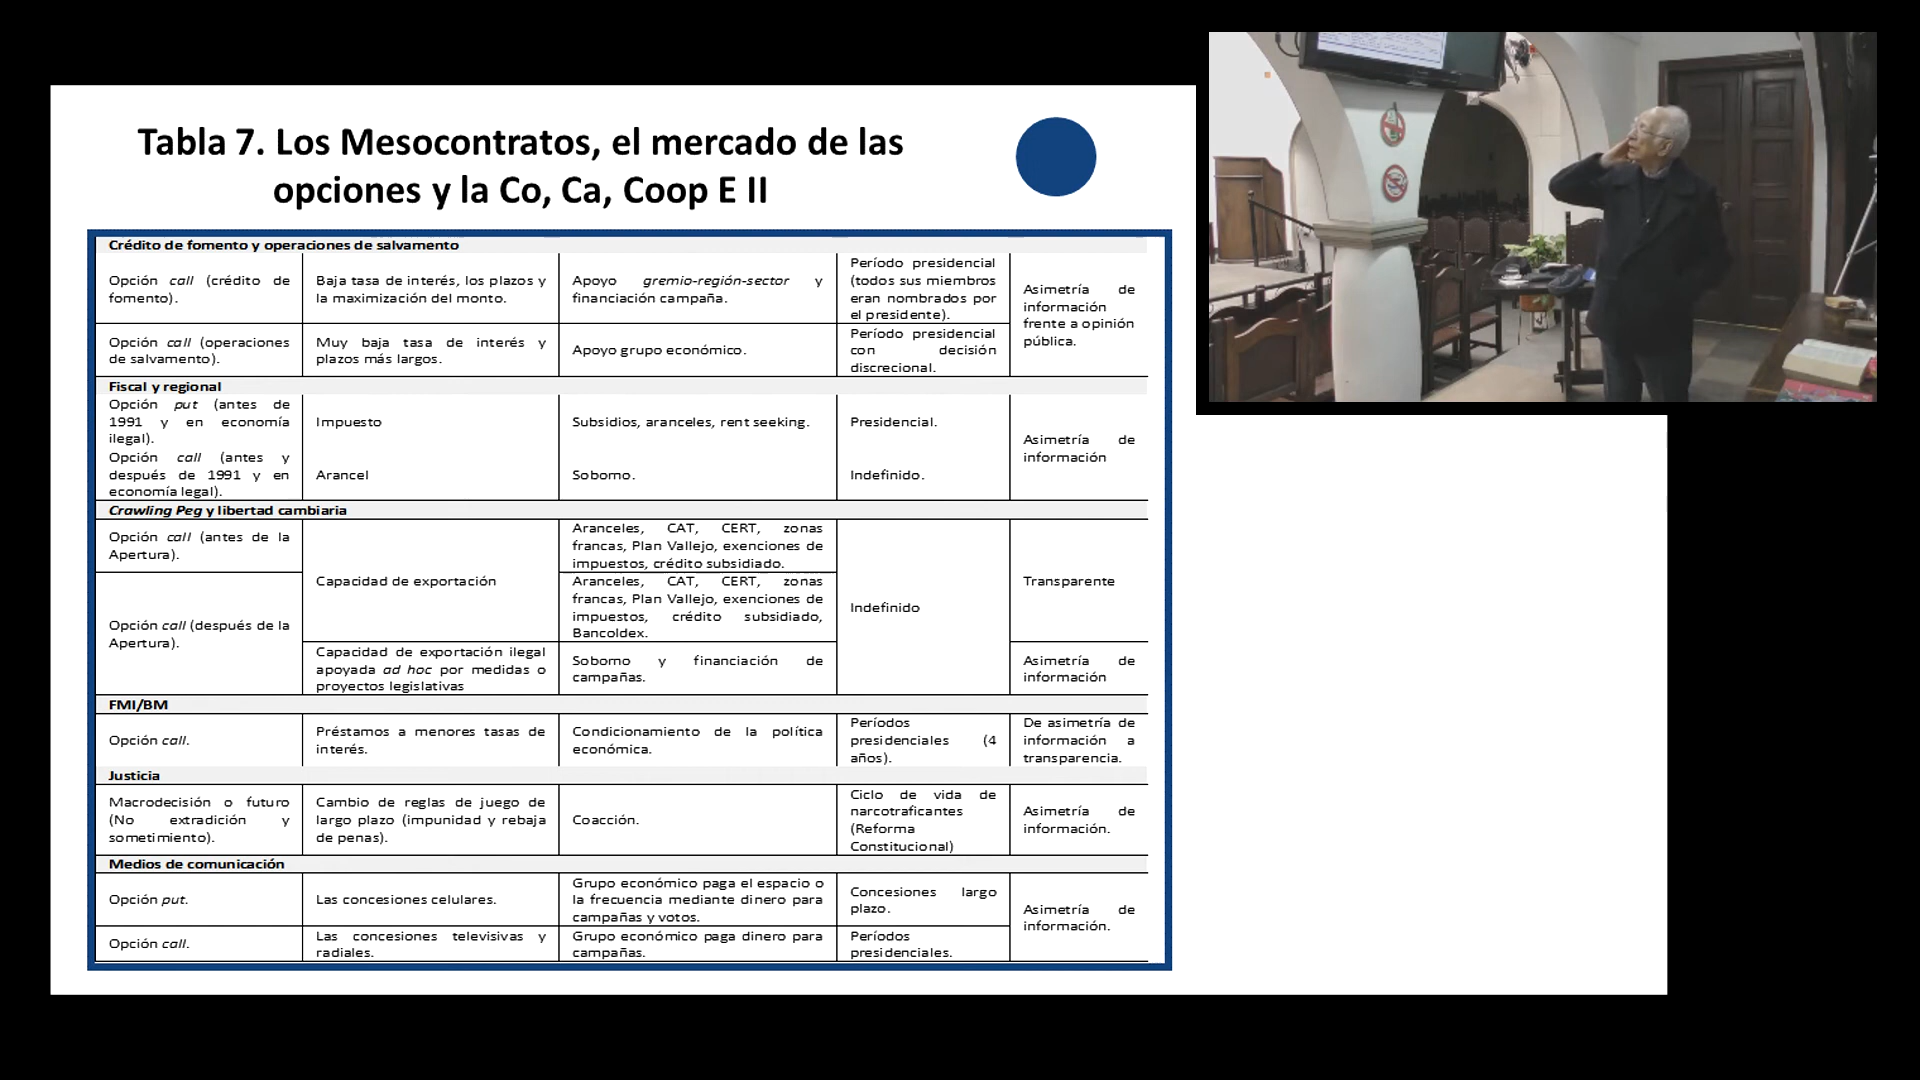 Tabla 7. Los Mesocontratos, el mercado de las
opciones y la Co, Ca, Coop E II
Crédito de fomento y operaciones de salvamento
Opción call (crédito de
fomento).
Baja tasa de interés, los plazos y
la maximización del monto.
Apoyo gremio-región-sector y
financiación campaña.
Período presidencial
(todos sus miembros
eran nombrados por
el presidente).
Asimetría de
información
frente a opinión
pública.
Opción call (operaciones
de salvamento).
Muy baja tasa de interés y
plazos más largos.
Apoyo grupo económico.
Período presidencial
con decisión
discrecional.
Fiscal y regional
Opción put (antes de
1991 y en economía
ilegal).
Impuesto
Subsidios, aranceles, rent seeking.
Presidencial.
Asimetría de
información
Opción call (antes y
después de 1991 y en
economía legal).
Arancel
Soborno.
Indefinido.
Crawling Peg y libertad cambiaria
Opción call (antes de la
Apertura).
Capacidad de exportación
Aranceles, CAT, CERT, zonas
francas, Plan Vallejo, exenciones de
impuestos, crédito subsidiado.
Indefinido
Transparente
Opción call (después de la
Apertura).
Aranceles, CAT, CERT, zonas
francas, Plan Vallejo, exenciones de
impuestos, crédito subsidiado,
Bancoldex.
Capacidad de exportación ilegal
apoyada ad hoc por medidas o
proyectos legislativas
Soborno y financiación de
campañas.
Asimetría de
información
FMI/BM
Opción call.
Préstamos a menores tasas de
interés.
Condicionamiento de la política
económica.
Períodos
presidenciales (4
años).
De asimetría de
información a
transparencia.
Justicia
Macrodecisión o futuro
(No extradición y
sometimiento).
Cambio de reglas de juego de
largo plazo (impunidad y rebaja
de penas).
Coacción.
Ciclo de vida de
narcotraficantes
(Reforma
Constitucional)
Asimetría de
información.
Medios de comunicación
Opción put.
Las concesiones celulares.
Grupo económico paga el espacio o
la frecuencia mediante dinero para
campañas y votos.
Concesiones largo
plazo.
Asimetría de
información.
Opción call.
Las concesiones televisivas y
radiales.
Grupo económico paga dinero para
campañas.
Períodos
presidenciales.